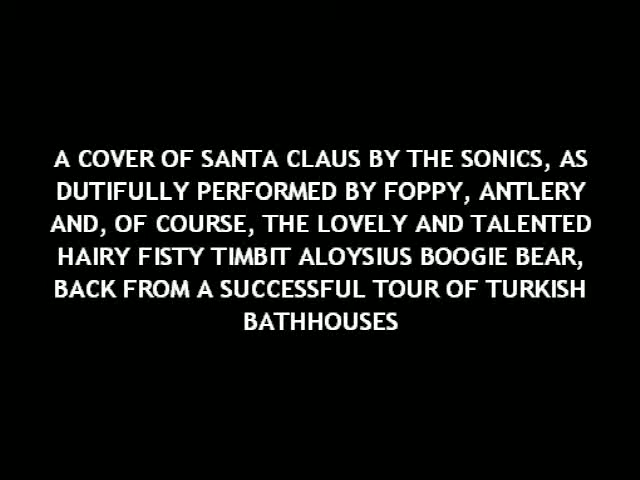 A COVER OF SANTA CLAUS BY THE SONICS, AS
DUTIFULLY PERFORMED BY FOPPY, ANTLERY
AND, OF COURSE, THE LOVELY AND TALENTED
HAIRY FISTY TIMBIT ALOYSIUS BOOGIE BEAR,
BACK FROM A SUCCESSFUL TOUR OF TURKISH
BATHHOUSES